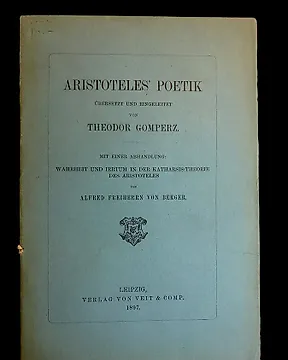 ARISTOTELES' POETIK
ÜBERSETZT UND EINGELEITET
VON
THEODOR GOMPERZ.
MIT EINER ABHANDLUNG:
WAHRHEIT UND IRRTUM IN DER KATHARSIS-THEORIE
DES ARISTOTELES
VON
ALFRED FREIHERRN VON BERGER.
LEIPZIG,
VERLAG VON VEIT & COMP.
1897.